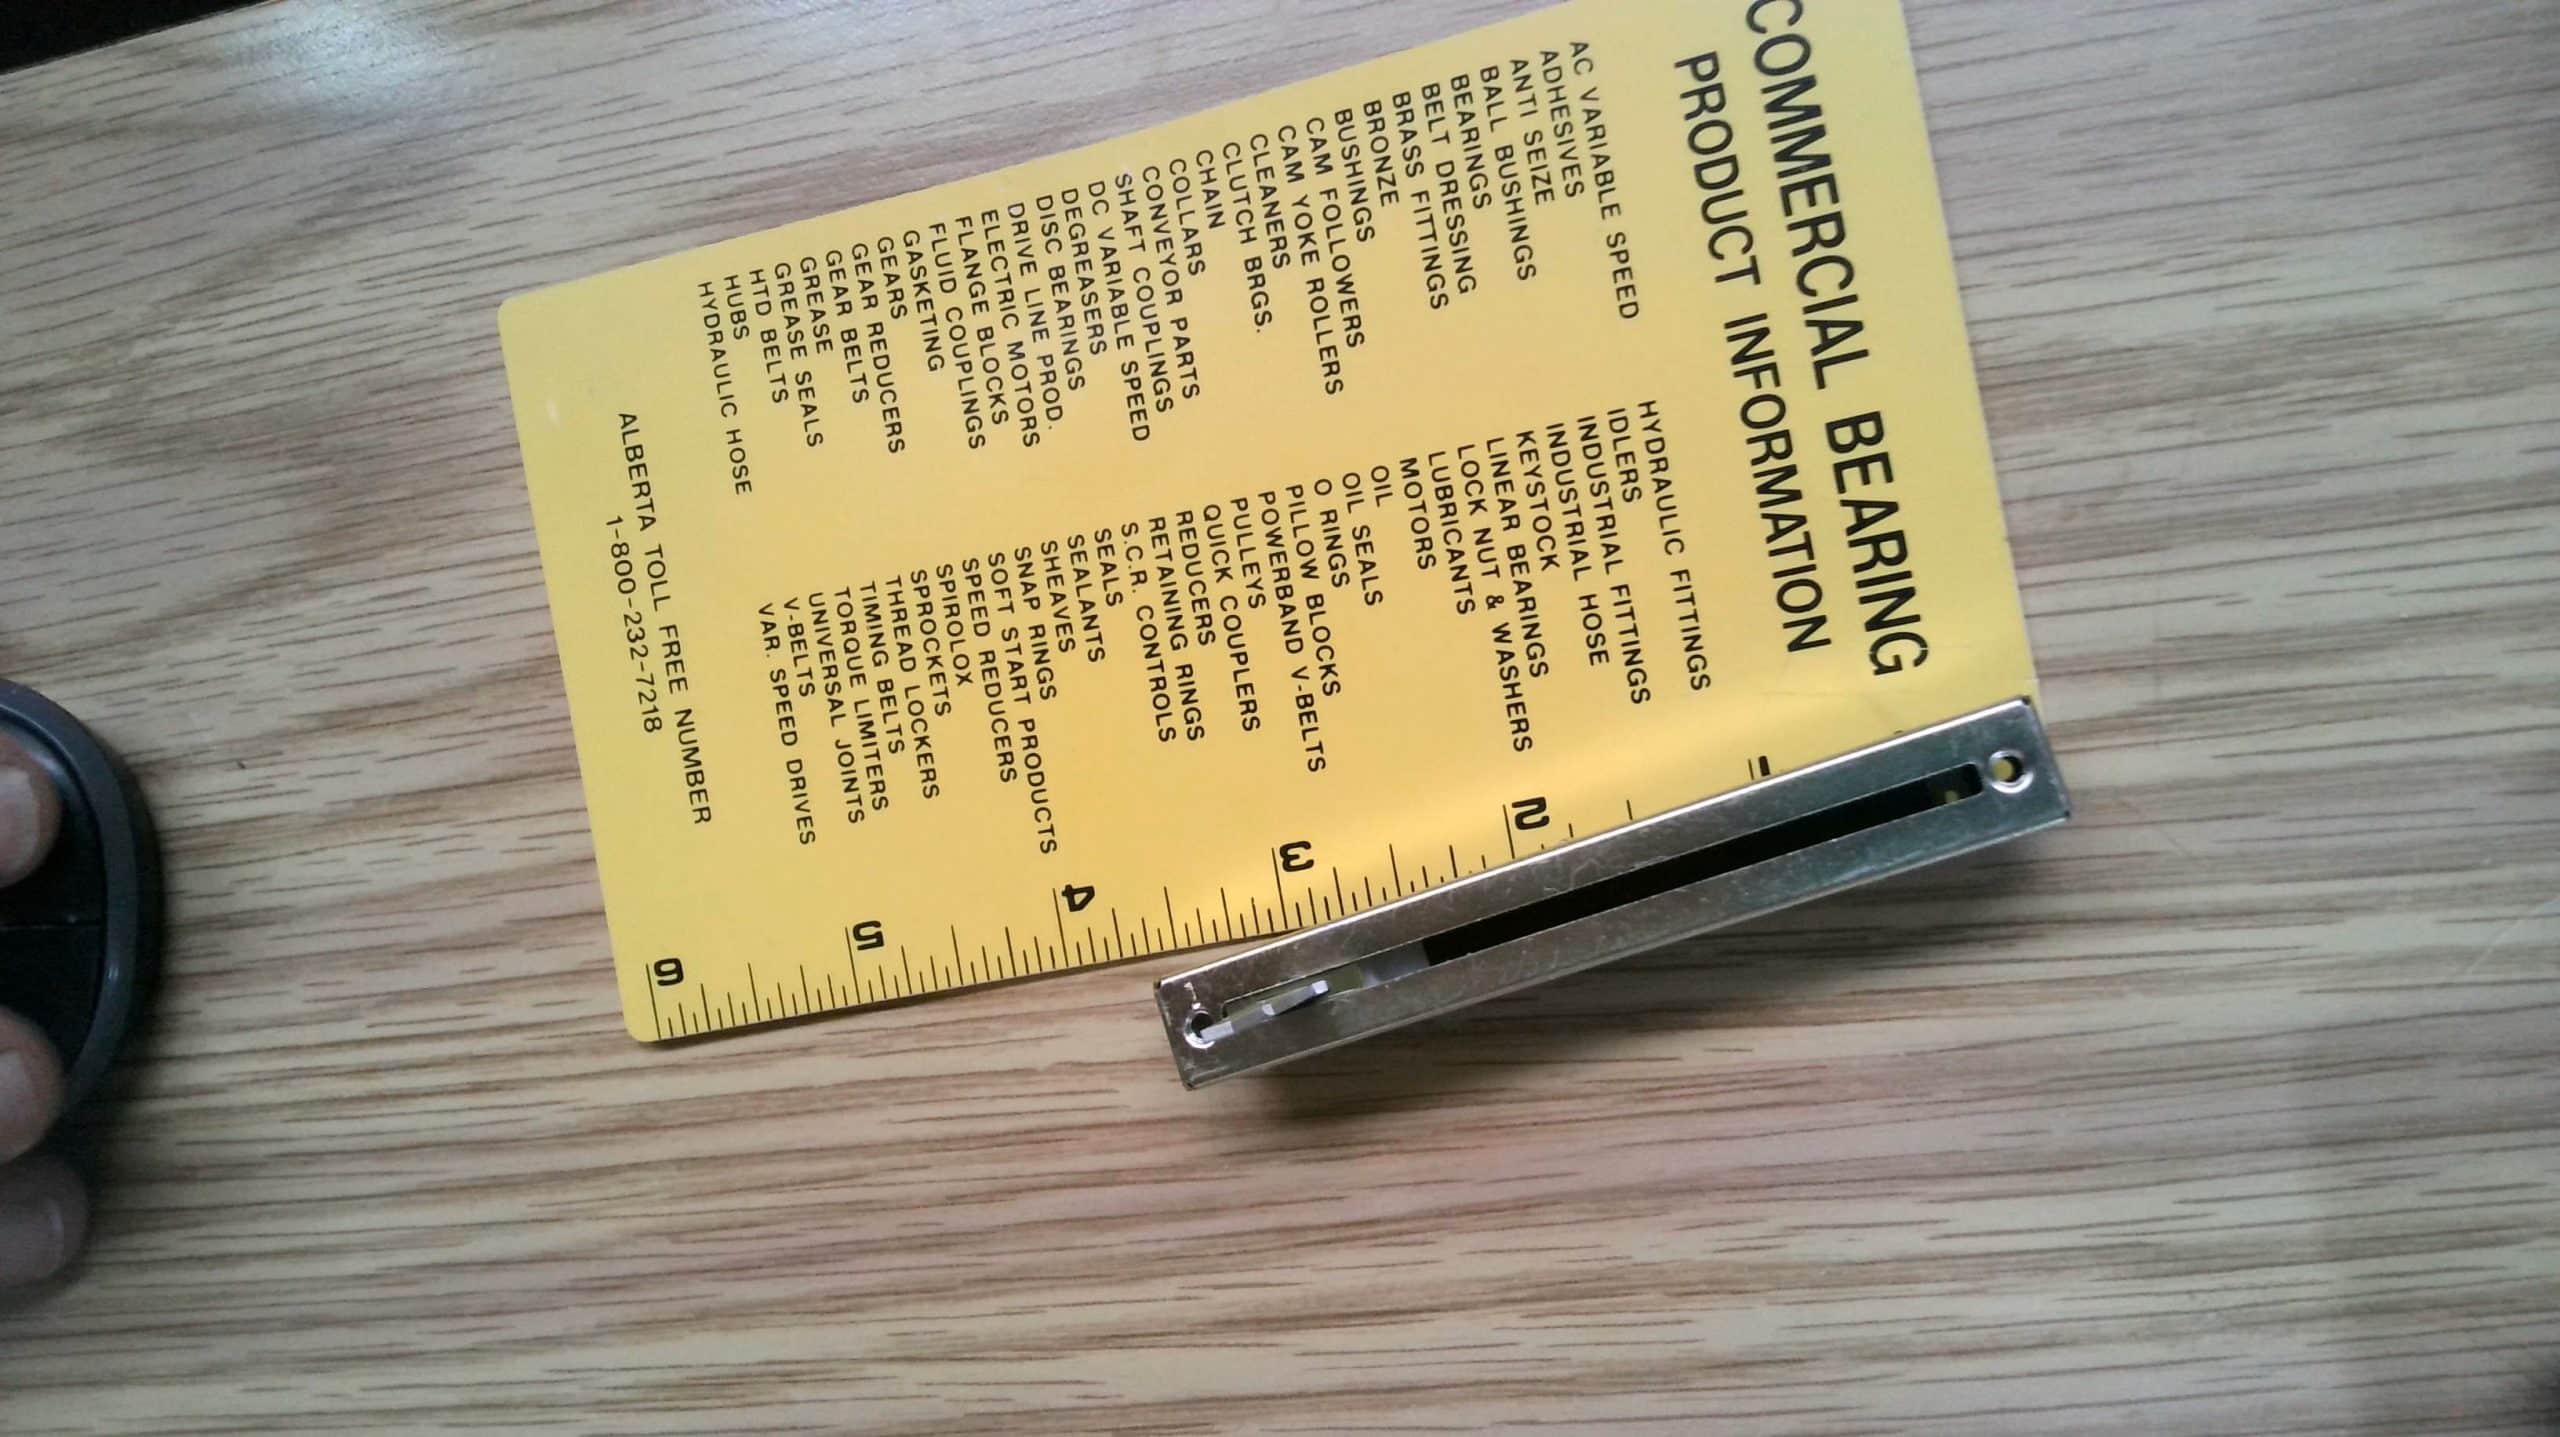 COMMERCIAL BEARING
PRODUCT INFORMATION
AC VARIABLE SPEED
ADHESIVES
ANTI SEIZE
BALL BUSHINGS
BEARINGS
BELT DRESSING
BRASS FITTINGS
BRONZE
BUSHINGS
CAM FOLLOWERS
CAM YOKE ROLLERS
CLEANERS
CLUTCH BRGS.
CHAIN
COLLARS
CONVEYOR PARTS
SHAFT COUPLINGS
DC VARIABLE SPEED
DEGREASERS
DISC BEARINGS
DRIVE LINE PROD.
ELECTRIC MOTORS
FLANGE BLOCKS
FLUID COUPLINGS
GASKETING
GEARS
GEAR REDUCERS
GEAR BELTS
GREASE
GREASE SEALS
HTD BELTS
HUBS
HYDRAULIC HOSE
HYDRAULIC FITTINGS
IDLERS
INDUSTRIAL FITTINGS
INDUSTRIAL HOSE
KEYSTOCK
LINEAR BEARINGS
LOCK NUT & WASHERS
LUBRICANTS
MOTORS
OIL
OIL SEALS
O RINGS
PILLOW BLOCKS
POWERBAND V-BELTS
PULLEYS
QUICK COUPLERS
REDUCERS
RETAINING RINGS
S.C.R. CONTROLS
SEALS
SEALANTS
SHEAVES
SNAP RINGS
SOFT START PRODUCTS
SPEED REDUCERS
SPIROLOX
SPROCKETS
THREAD LOCKERS
TIMING BELTS
TORQUE LIMITERS
UNIVERSAL JOINTS
V-BELTS
VAR. SPEED DRIVES
ALBERTA TOLL FREE NUMBER
1-800-232-7218
2
3
4
5
6